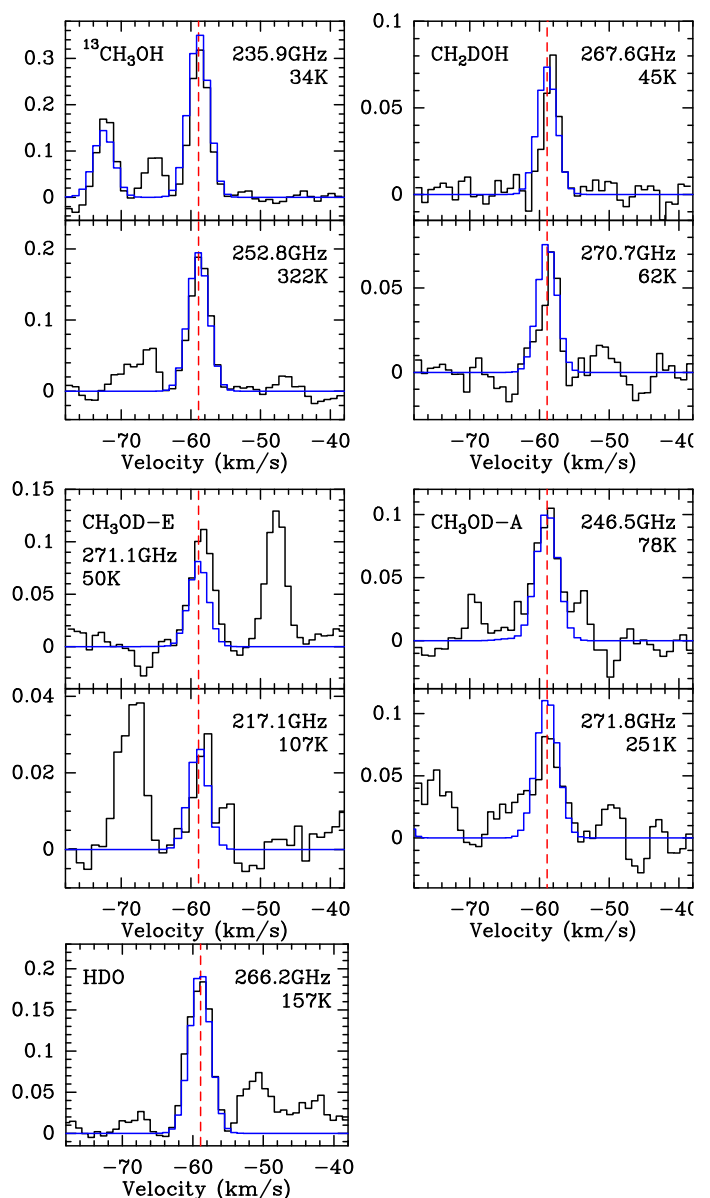 ¹³CH₃OH 235.9GHz
34K
0.3
0.2
0.1
0
252.8GHz
322K
0.2
0.1
0
−70 −60 −50 −40
Velocity (km/s)
CH₂DOH 267.6GHz
45K
0.1
0.05
0
270.7GHz
62K
0.05
0
−70 −60 −50 −40
Velocity (km/s)
CH₃OD−E
271.1GHz
50K
0.15
0.1
0.05
0
217.1GHz
107K
0.04
0.02
0
−70 −60 −50 −40
Velocity (km/s)
CH₃OD−A 246.5GHz
78K
0.1
0.05
0
271.8GHz
251K
0.1
0.05
0
−70 −60 −50 −40
Velocity (km/s)
HDO 266.2GHz
157K
0.2
0.15
0.1
0.05
0
−70 −60 −50 −40
Velocity (km/s)